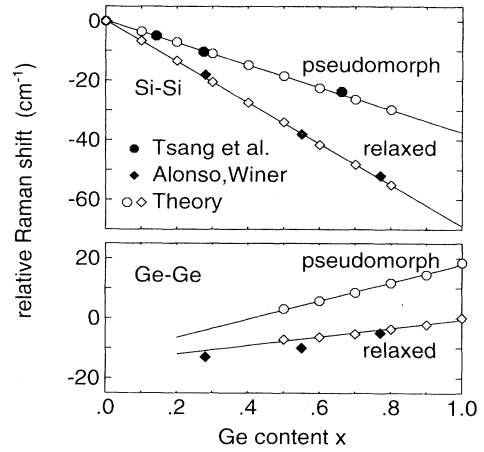 0
-20
-40
-60
pseudomorph
Si-Si
relaxed
● Tsang et al.
◆ Alonso,Winer
○ ◇ Theory
relative Raman shift (cm⁻¹)
20
0
-20
pseudomorph
Ge-Ge
relaxed
.0 .2 .4 .6 .8 1.0
Ge content x